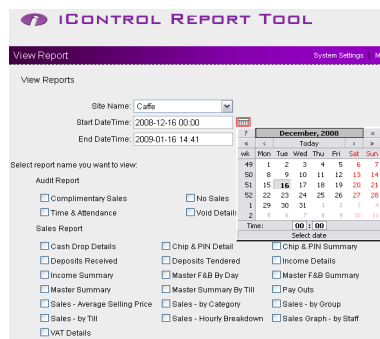 iControl Report Tool
View Report
System Settings | M
View Reports
Site Name: Caffe
Start DateTime: 2008-12-16 00:00
End DateTime: 2009-01-16 14:41
? December, 2008 ×
« ‹ Today › »
wk Mon Tue Wed Thu Fri Sat Sun
49 1 2 3 4 5 6 7
50 8 9 10 11 12 13 14
51 15 16 17 18 19 20 21
52 22 23 24 25 26 27 28
1 29 30 31 1 2 3 4
2 5 6 7 8 9 10 11
Time: 00 : 00
Select date
Select report name you want to view:
Audit Report
Complimentary Sales No Sales
Time & Attendance Void Details
Sales Report
Cash Drop Details Chip & PIN Detail Chip & PIN Summary
Deposits Received Deposits Tendered Income Details
Income Summary Master F&B By Day Master F&B Summary
Master Summary Master Summary By Till Pay Outs
Sales - Average Selling Price Sales - by Category Sales - by Group
Sales - by Till Sales - Hourly Breakdown Sales Graph - by Staff
VAT Details